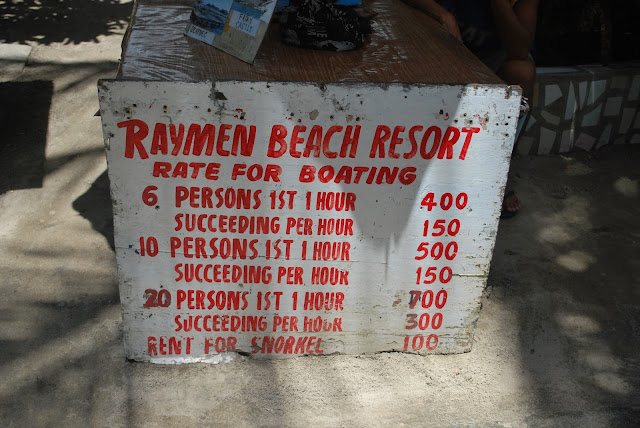 RAYMEN BEACH RESORT
RATE FOR BOATING
6 PERSONS 1ST 1 HOUR 400
SUCCEEDING PER HOUR 150
10 PERSONS 1ST 1 HOUR 500
SUCCEEDING PER HOUR 150
20 PERSONS 1ST 1 HOUR 700
SUCCEEDING PER HOUR 300
RENT FOR SNORKEL 100